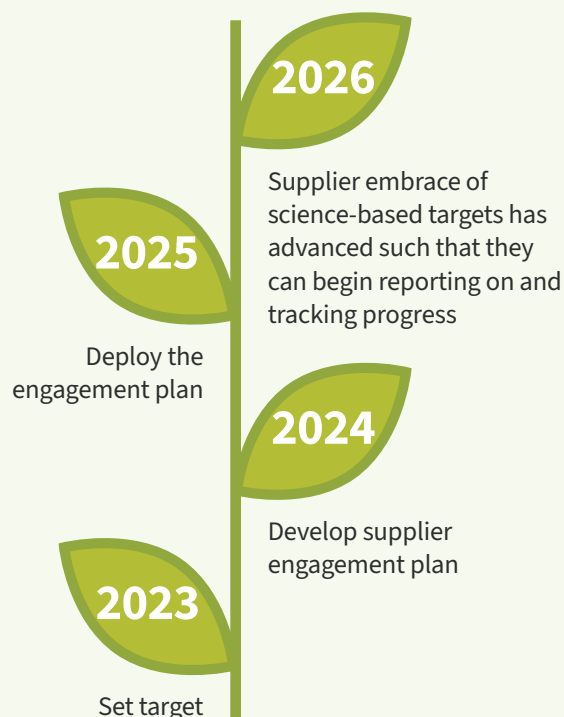 2026
Supplier embrace of
science-based targets has
advanced such that they
can begin reporting on and
tracking progress
2025
Deploy the
engagement plan
2024
Develop supplier
engagement plan
2023
Set target